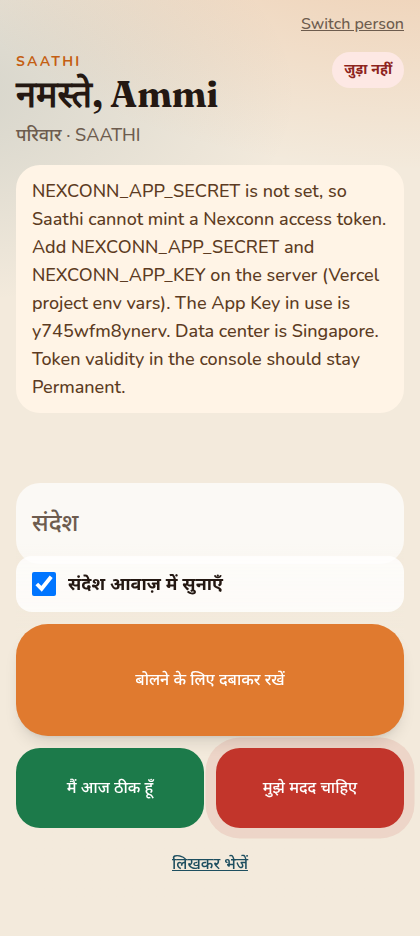 Switch person
SAATHI
नमस्ते, Ammi
जुड़ा नहीं
परिवार · SAATHI
NEXCONN_APP_SECRET is not set, so
Saathi cannot mint a Nexconn access token.
Add NEXCONN_APP_SECRET and
NEXCONN_APP_KEY on the server (Vercel
project env vars). The App Key in use is
y745wfm8ynerv. Data center is Singapore.
Token validity in the console should stay
Permanent.
संदेश
संदेश आवाज़ में सुनाएँ
बोलने के लिए दबाकर रखें
मैं आज ठीक हूँ
मुझे मदद चाहिए
लिखकर भेजें